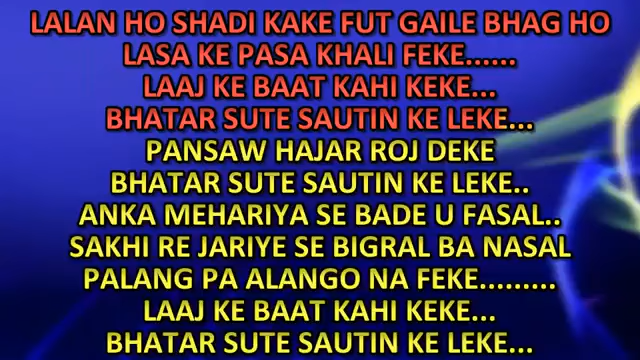 LALAN HO SHADI KAKE FUT GAILE BHAG HO
LASA KE PASA KHALI FEKE......
LAAJ KE BAAT KAHI KEKE...
BHATAR SUTE SAUTIN KE LEKE...
PANSAW HAJAR ROJ DEKE
BHATAR SUTE SAUTIN KE LEKE..
ANKA MEHARIYA SE BADE U FASAL..
SAKHI RE JARIYE SE BIGRAL BA NASAL
PALANG PA ALANGO NA FEKE.........
LAAJ KE BAAT KAHI KEKE...
BHATAR SUTE SAUTIN KE LEKE...